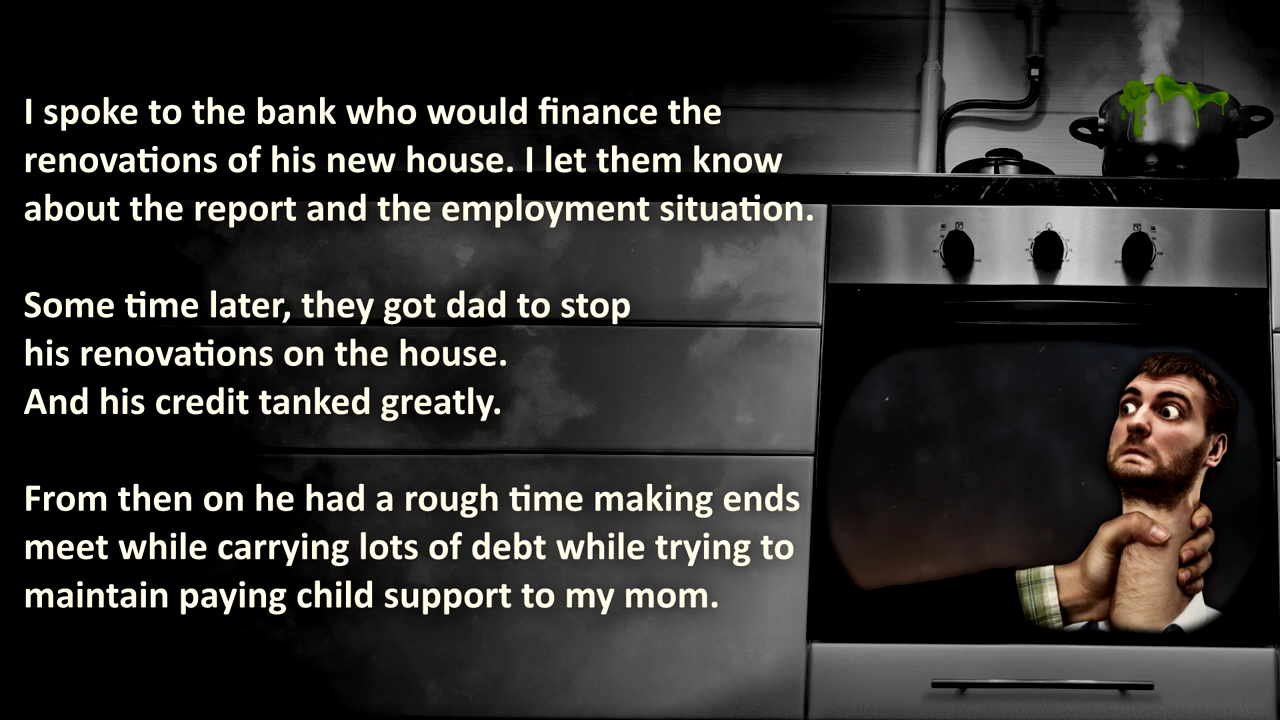 I spoke to the bank who would finance the
renovations of his new house. I let them know
about the report and the employment situation.
Some time later, they got dad to stop
his renovations on the house.
And his credit tanked greatly.
From then on he had a rough time making ends
meet while carrying lots of debt while trying to
maintain paying child support to my mom.